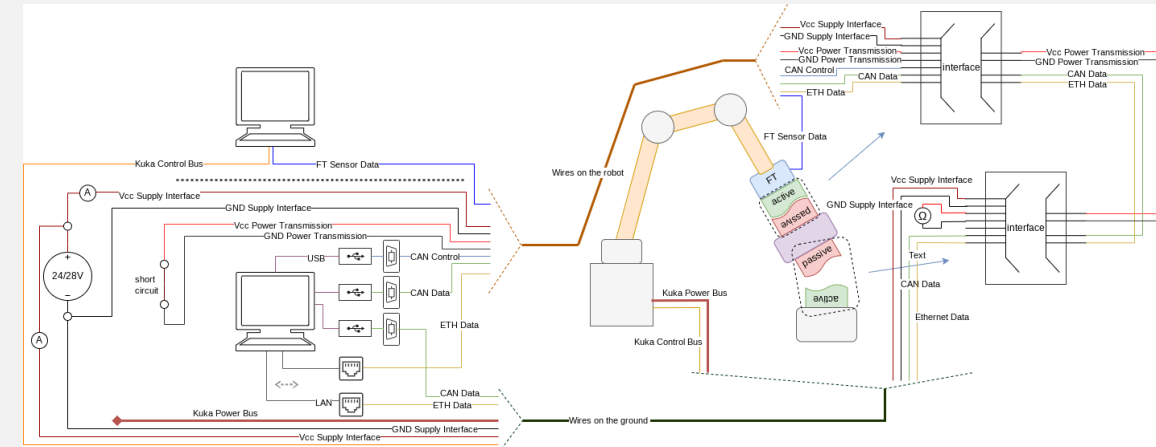 Kuka Control Bus
FT Sensor Data
A
Vcc Supply Interface
GND Supply Interface
Vcc Power Transmission
GND Power Transmission
USB
CAN Control
+
24/28V
−
short
circuit
CAN Data
ETH Data
A
LAN
CAN Data
ETH Data
Kuka Power Bus
GND Supply Interface
Vcc Supply Interface
Wires on the ground
Wires on the robot
Vcc Supply Interface
GND Supply Interface
Vcc Power Transmission
GND Power Transmission
CAN Control
CAN Data
ETH Data
interface
Vcc Power Transmission
GND Power Transmission
CAN Data
ETH Data
FT Sensor Data
FT
active
passive
passive
active
Kuka Power Bus
Kuka Control Bus
Vcc Supply Interface
GND Supply Interface
Ω
interface
Text
CAN Data
Ethernet Data